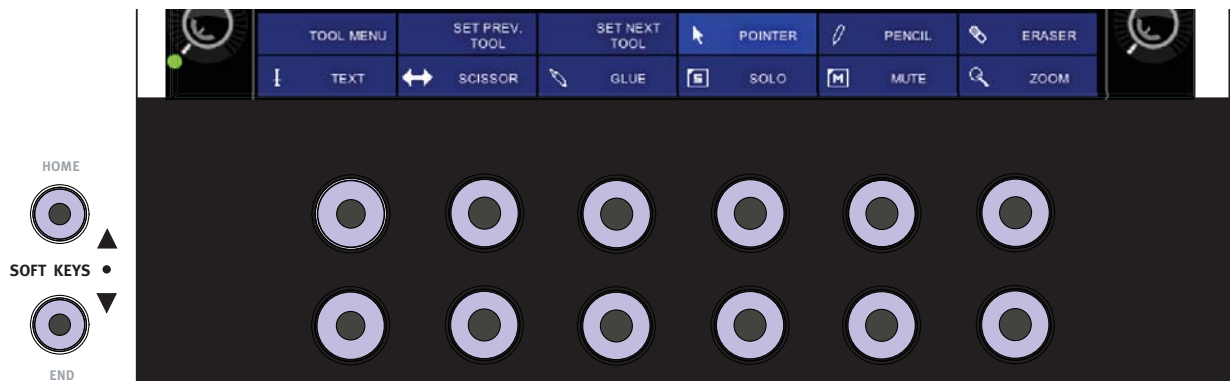 TOOL MENU
SET PREV.
TOOL
SET NEXT
TOOL
POINTER
PENCIL
ERASER
TEXT
SCISSOR
GLUE
S SOLO
M MUTE
ZOOM
HOME
SOFT KEYS
END